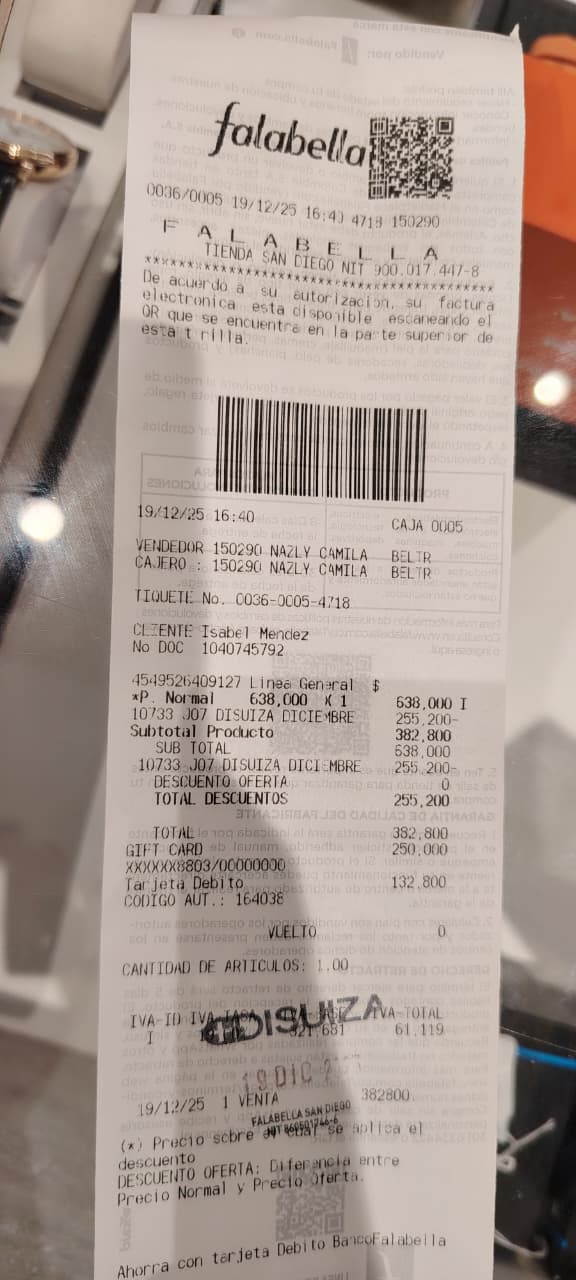 falabella
0036/0005 19/12/25 16:40 4718 150290
F A L A B E L L A
TIENDA SAN DIEGO NIT 900.017.447-8
******************************************
De acuerdo a su autorizacion, su factura
electronica esta disponible escaneando el
QR que se encuentra en la parte superior de
esta t rilla.
19/12/25 16:40 CAJA 0005
VENDEDOR 150290 NAZLY CAMILA BELTR
CAJERO : 150290 NAZLY CAMILA BELTR
TIQUETE No. 0036-0005-4718
CLIENTE Isabel Mendez
No DOC 1040745792
4549526409127 Linea General $
*P. Normal 638,000 X 1 638,000 I
10733 J07 DISUIZA DICIEMBRE 255,200-
Subtotal Producto 382,800
SUB TOTAL 638,000
10733 J07 DISUIZA DICIEMBRE 255,200-
DESCUENTO OFERTA 0
TOTAL DESCUENTOS 255,200
TOTAL 382,800
GIFT CARD 250,000
XXXXXX8803/00000000
Tarjeta Debito 132,800
CODIGO AUT.: 164038
VUELTO 0
CANTIDAD DE ARTICULOS: 1.00
IVA-ID IVA IVA-TOTAL
I 321,681 61,119
DISUIZA
19 DIC
19/12/25 1 VENTA 382800.
FALABELLA SAN DIEGO
(*) Precio sobre el cual se aplica el
descuento
DESCUENTO OFERTA: Diferencia entre
Precio Normal y Precio Oferta.
Ahorra con tarjeta Debito BancoFalabella